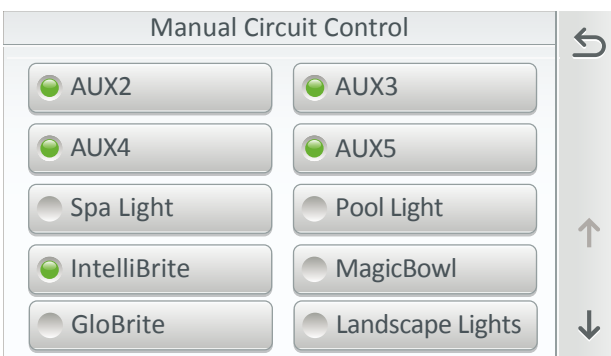 Manual Circuit Control
AUX2
AUX3
AUX4
AUX5
Spa Light
Pool Light
IntelliBrite
MagicBowl
GloBrite
Landscape Lights